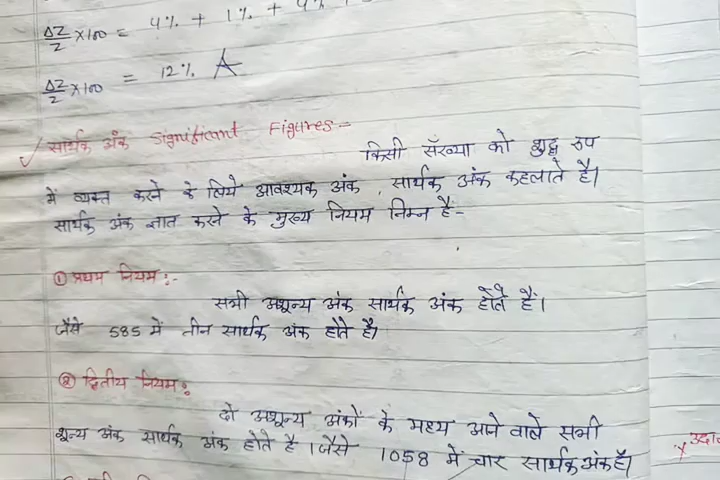 ΔZ/Z ×100 = 4% + 1% + 4%
ΔZ/Z ×100 = 12% A
सार्थक अंक Significant Figures -
किसी सँख्या को शुद्ध रुप
में व्यक्त करने के लिये आवश्यक अंक, सार्थक अंक कहलाते है।
सार्थक अंक ज्ञात करने के मुख्य नियम निम्न है-
① प्रथम नियम :-
सभी अशून्य अंक सार्थक अंक होते हैं।
जैसे 585 में तीन सार्थक अंक होते है।
② द्वितीय नियम :
दो अशून्य अंकों के मध्य आने वाले सभी
शून्य अंक सार्थक अंक होते है । जैसे 1058 में चार सार्थक अंक है।